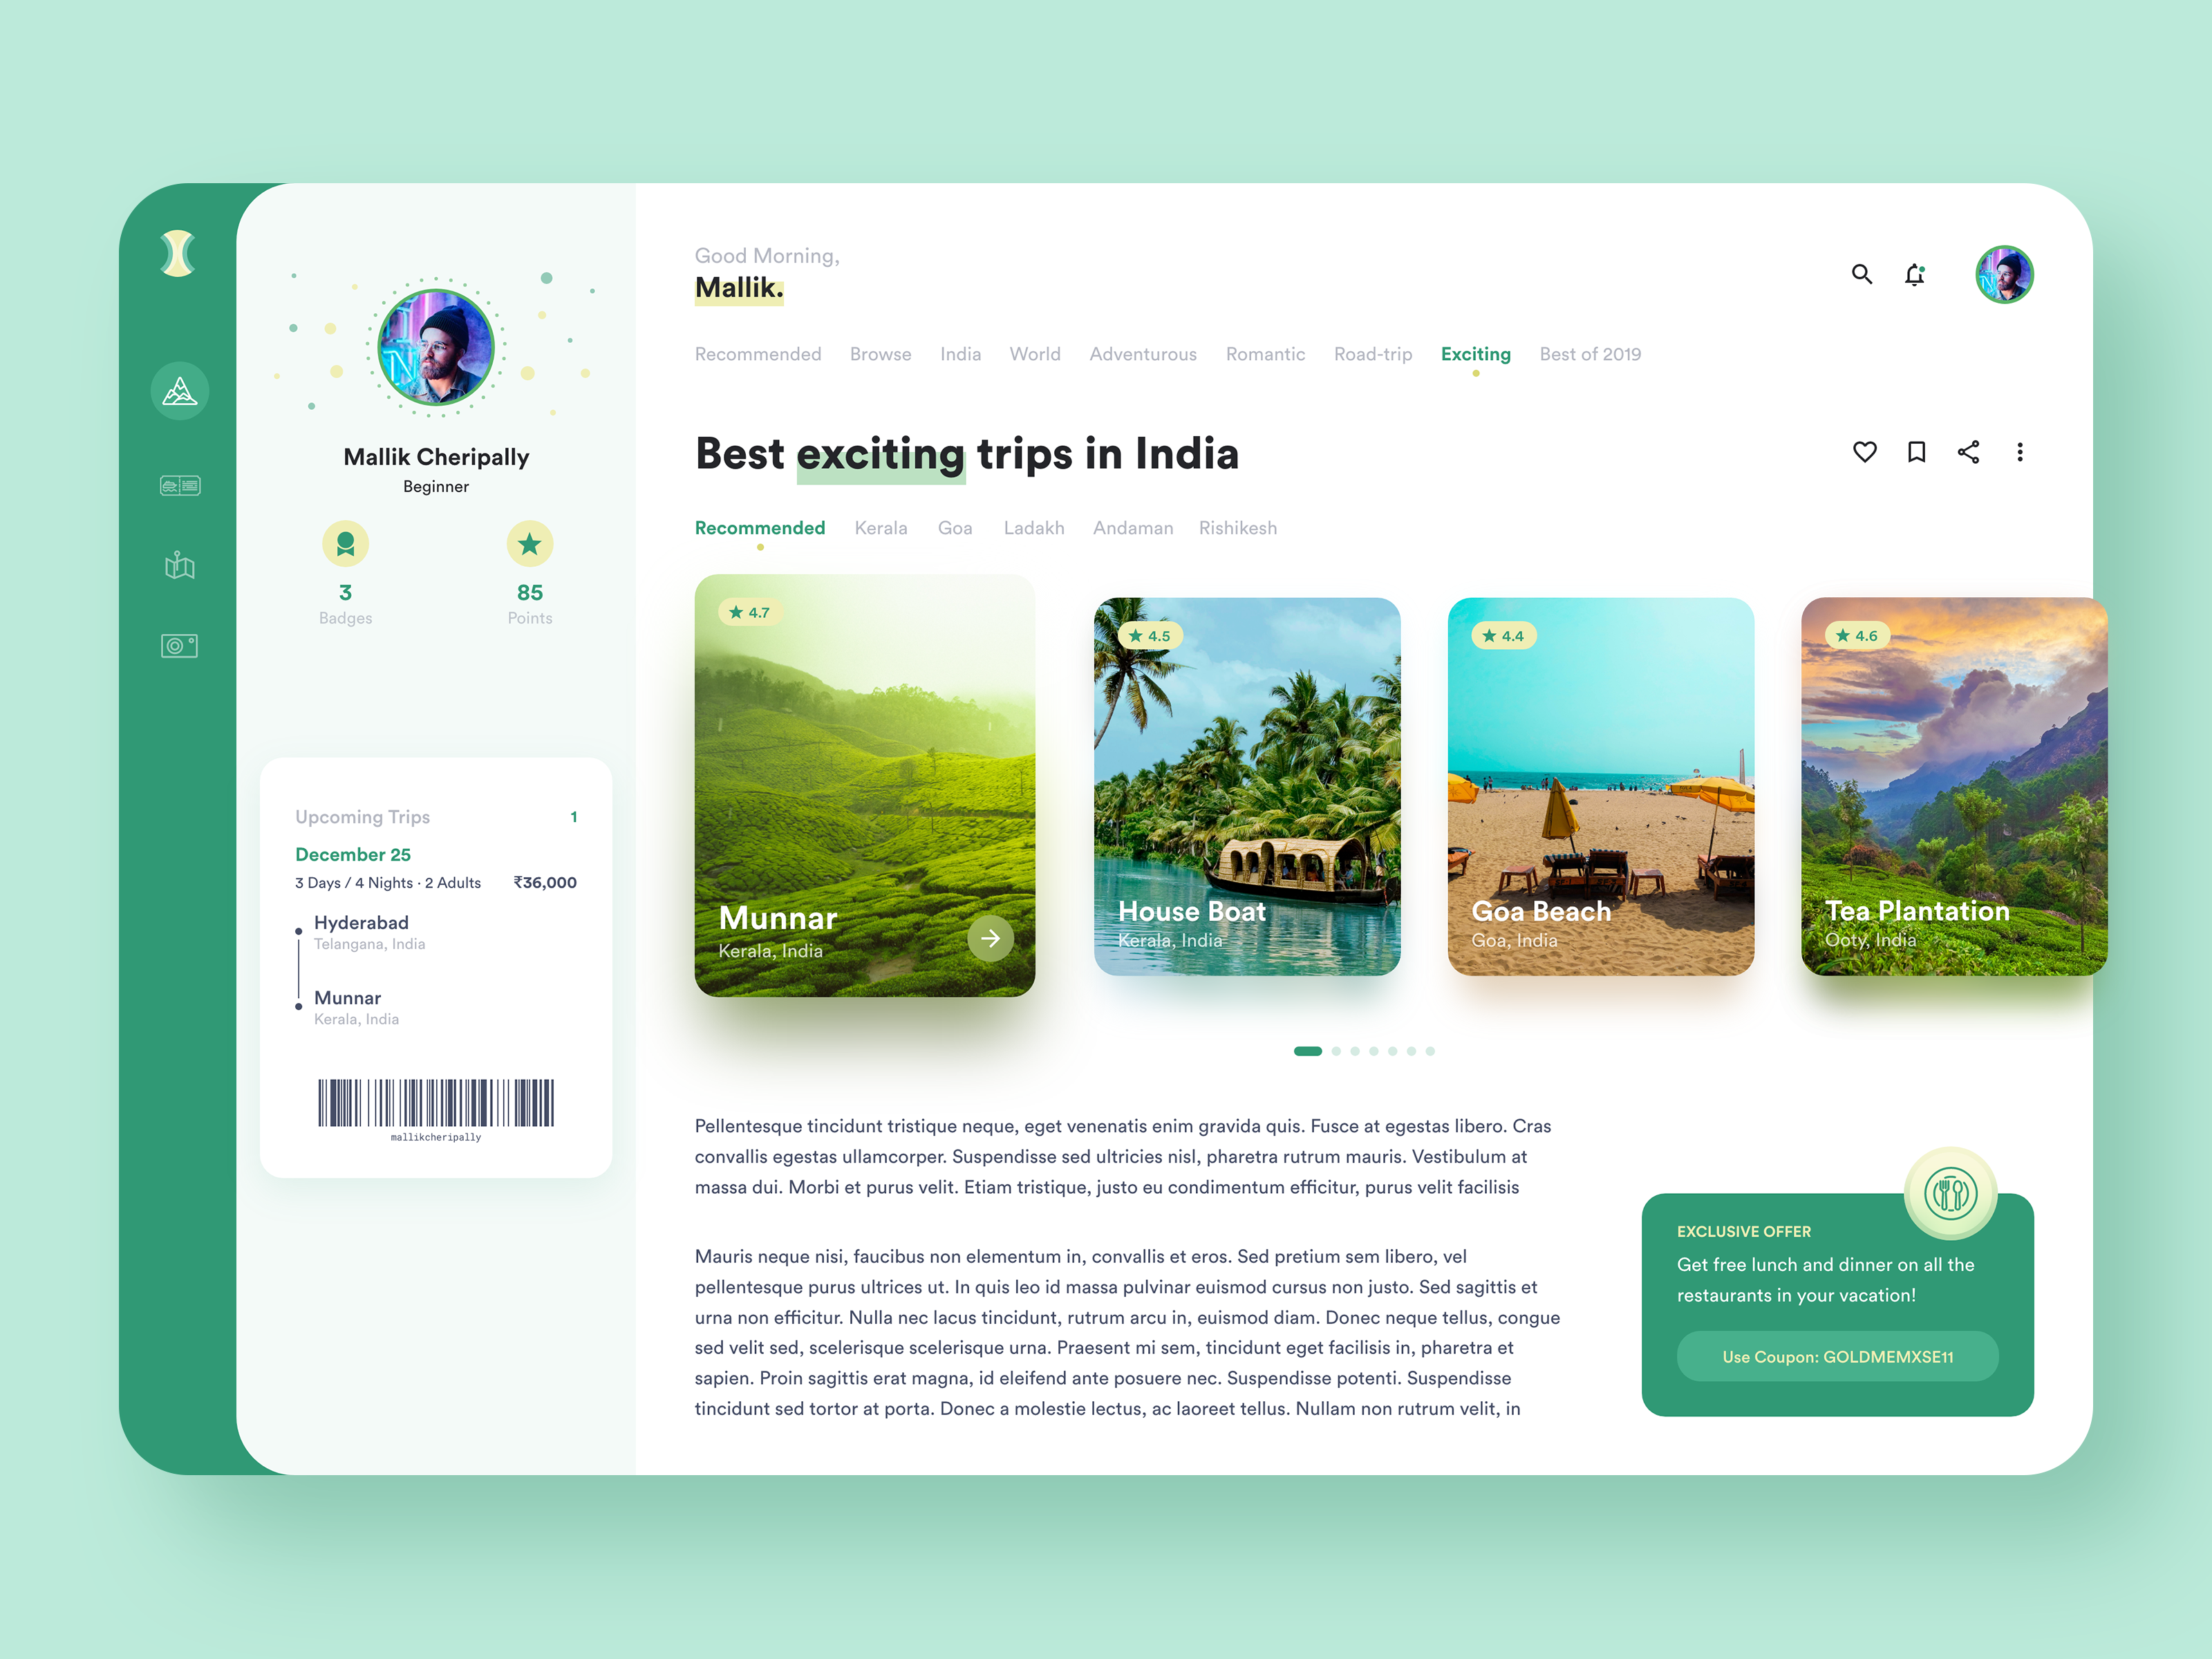 Mallik Cheripally
Beginner
3
Badges
85
Points
Upcoming Trips 1
December 25
3 Days / 4 Nights · 2 Adults ₹36,000
Hyderabad
Telangana, India
Munnar
Kerala, India
mallikcheripally
Good Morning,
Mallik.
Recommended Browse India World Adventurous Romantic Road-trip Exciting Best of 2019
Best exciting trips in India
Recommended Kerala Goa Ladakh Andaman Rishikesh
4.7
Munnar
Kerala, India
4.5
House Boat
Kerala, India
4.4
Goa Beach
Goa, India
4.6
Tea Plantation
Ooty, India
Pellentesque tincidunt tristique neque, eget venenatis enim gravida quis. Fusce at egestas libero. Cras
convallis egestas ullamcorper. Suspendisse sed ultricies nisl, pharetra rutrum mauris. Vestibulum at
massa dui. Morbi et purus velit. Etiam tristique, justo eu condimentum efficitur, purus velit facilisis
Mauris neque nisi, faucibus non elementum in, convallis et eros. Sed pretium sem libero, vel
pellentesque purus ultrices ut. In quis leo id massa pulvinar euismod cursus non justo. Sed sagittis et
urna non efficitur. Nulla nec lacus tincidunt, rutrum arcu in, euismod diam. Donec neque tellus, congue
sed velit sed, scelerisque scelerisque urna. Praesent mi sem, tincidunt eget facilisis in, pharetra et
sapien. Proin sagittis erat magna, id eleifend ante posuere nec. Suspendisse potenti. Suspendisse
tincidunt sed tortor at porta. Donec a molestie lectus, ac laoreet tellus. Nullam non rutrum velit, in
EXCLUSIVE OFFER
Get free lunch and dinner on all the
restaurants in your vacation!
Use Coupon: GOLDMEMXSE11